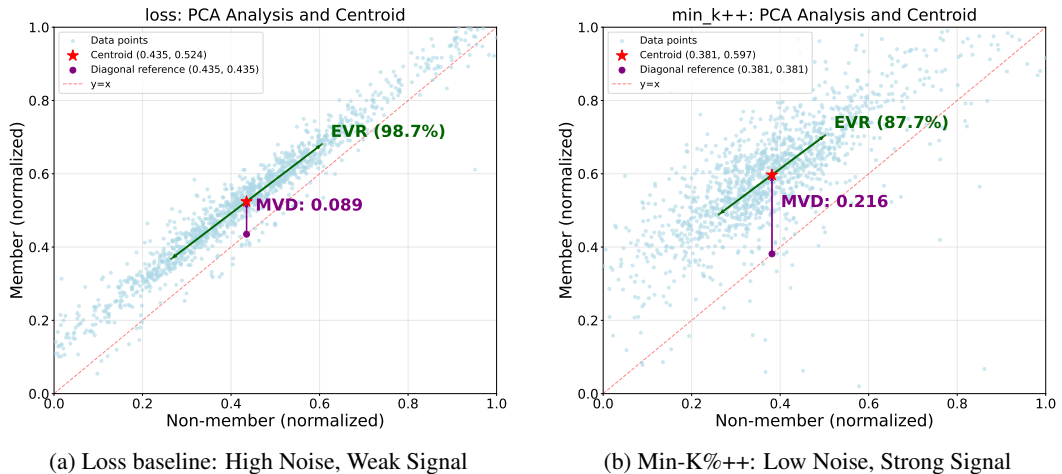 loss: PCA Analysis and Centroid
1.0
0.8
0.6
0.4
0.2
0.0
Member (normalized)
Data points
Centroid (0.435, 0.524)
Diagonal reference (0.435, 0.435)
y=x
EVR (98.7%)
MVD: 0.089
0.0 0.2 0.4 0.6 0.8 1.0
Non-member (normalized)
(a) Loss baseline: High Noise, Weak Signal
min_k++: PCA Analysis and Centroid
1.0
0.8
0.6
0.4
0.2
0.0
Member (normalized)
Data points
Centroid (0.381, 0.597)
Diagonal reference (0.381, 0.381)
y=x
EVR (87.7%)
MVD: 0.216
0.0 0.2 0.4 0.6 0.8 1.0
Non-member (normalized)
(b) Min-K%++: Low Noise, Strong Signal